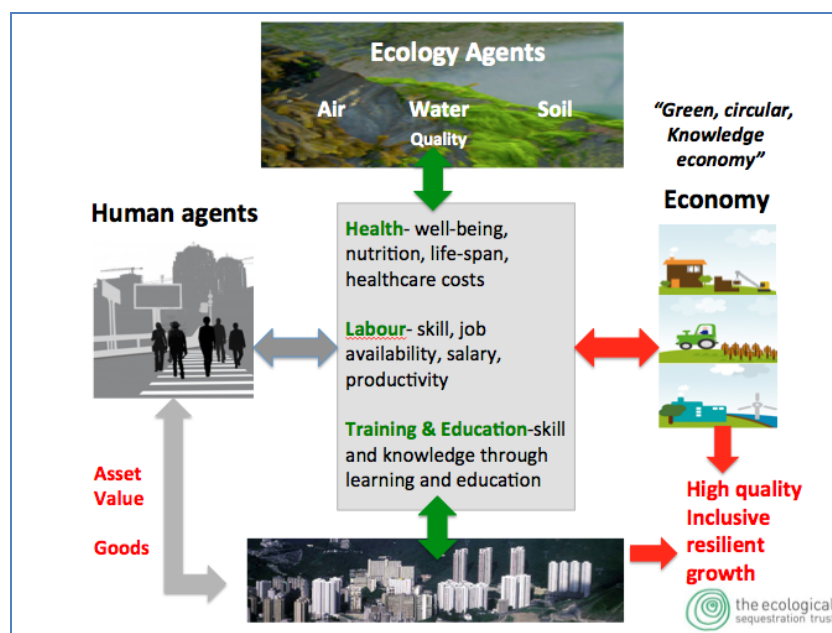 Ecology Agents
Air Water Soil
Quality
“Green, circular,
Knowledge
economy”
Economy
Human agents
Health- well-being,
nutrition, life-span,
healthcare costs
Labour- skill, job
availability, salary,
productivity
Training & Education-skill
and knowledge through
learning and education
Asset
Value
Goods
High quality
Inclusive
resilient
growth
the ecological
sequestration trust